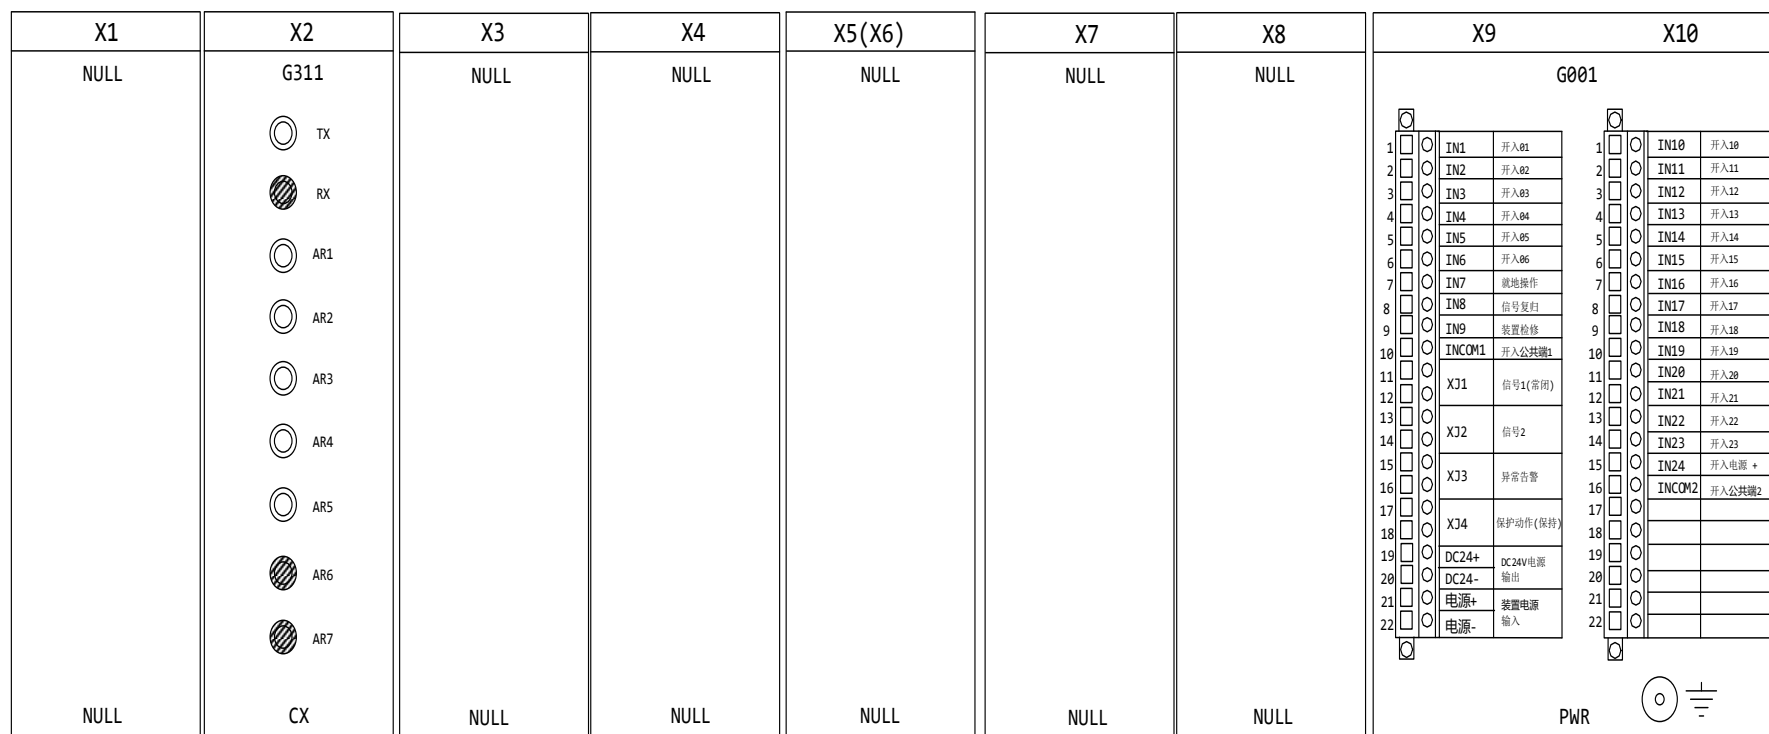 X1 X2 X3 X4 X5(X6) X7 X8 X9 X10
NULL G311 NULL NULL NULL NULL NULL G001
TX
RX
AR1
AR2
AR3
AR4
AR5
AR6
AR7
1 IN1 开入01
2 IN2 开入02
3 IN3 开入03
4 IN4 开入04
5 IN5 开入05
6 IN6 开入06
7 IN7 就地操作
8 IN8 信号复归
9 IN9 装置检修
10 INCOM1 开入公共端1
11
XJ1 信号1(常闭)
12
13
XJ2 信号2
14
15
XJ3 异常告警
16
17
XJ4 保护动作(保持)
18
19 DC24+ DC24V电源
20 DC24- 输出
21 电源+ 装置电源
22 电源- 输入
1 IN10 开入10
2 IN11 开入11
3 IN12 开入12
4 IN13 开入13
5 IN14 开入14
6 IN15 开入15
7 IN16 开入16
8 IN17 开入17
9 IN18 开入18
10 IN19 开入19
11 IN20 开入20
12 IN21 开入21
13 IN22 开入22
14 IN23 开入23
15 IN24 开入电源 +
16 INCOM2 开入公共端2
17
18
19
20
21
22
NULL CX NULL NULL NULL NULL NULL PWR